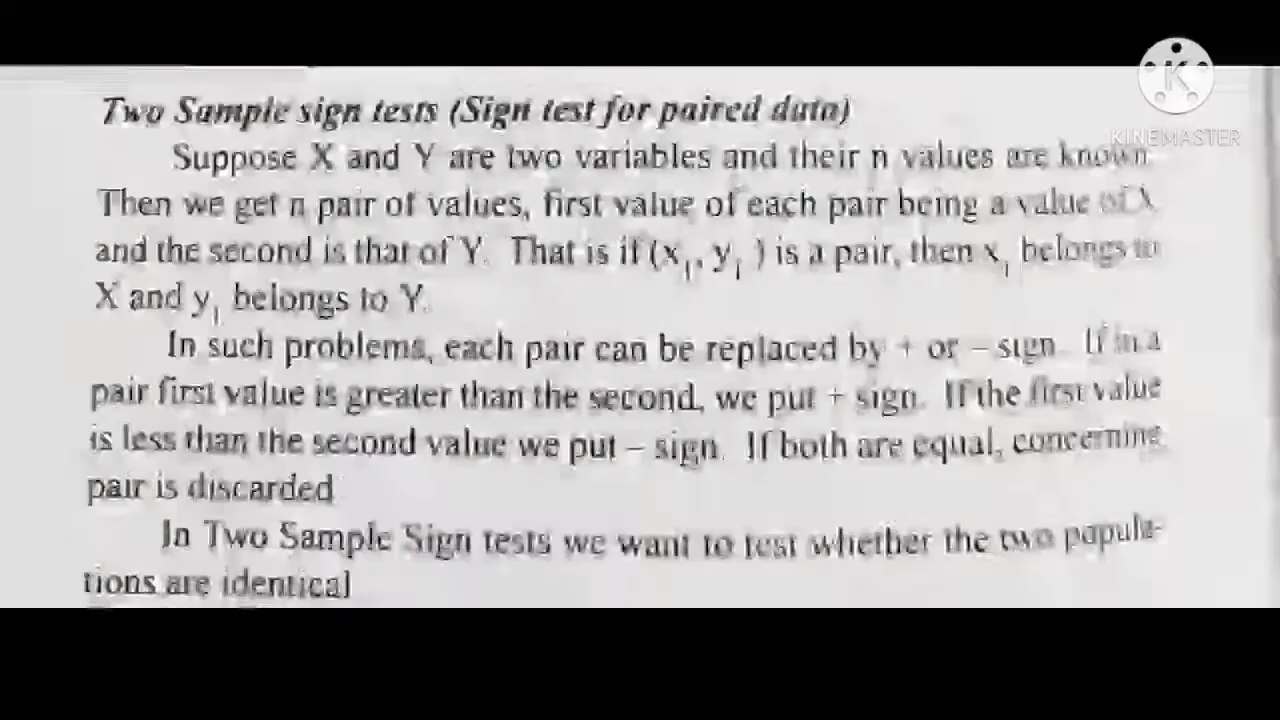 KINEMASTER
Two Sample sign tests (Sign test for paired data)
Suppose X and Y are two variables and their n values are known
Then we get n pair of values, first value of each pair being a value of X
and the second is that of Y. That is if (x₁, y₁ ) is a pair, then x₁ belongs to
X and y₁ belongs to Y.
In such problems, each pair can be replaced by + or – sign. If in a
pair first value is greater than the second, we put + sign. If the first value
is less than the second value we put – sign. If both are equal, concerning
pair is discarded
In Two Sample Sign tests we want to test whether the two popula-
tions are identical